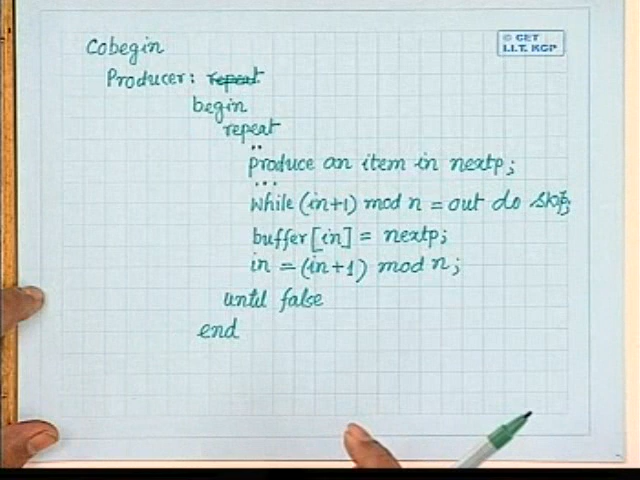 Cobegin
© CET
I.I.T. KGP
Producer: repeat
begin
repeat
..
produce an item in nextp;
...
while (in+1) mod n = out do skip;
buffer[in] = nextp;
in = (in+1) mod n;
until false
end